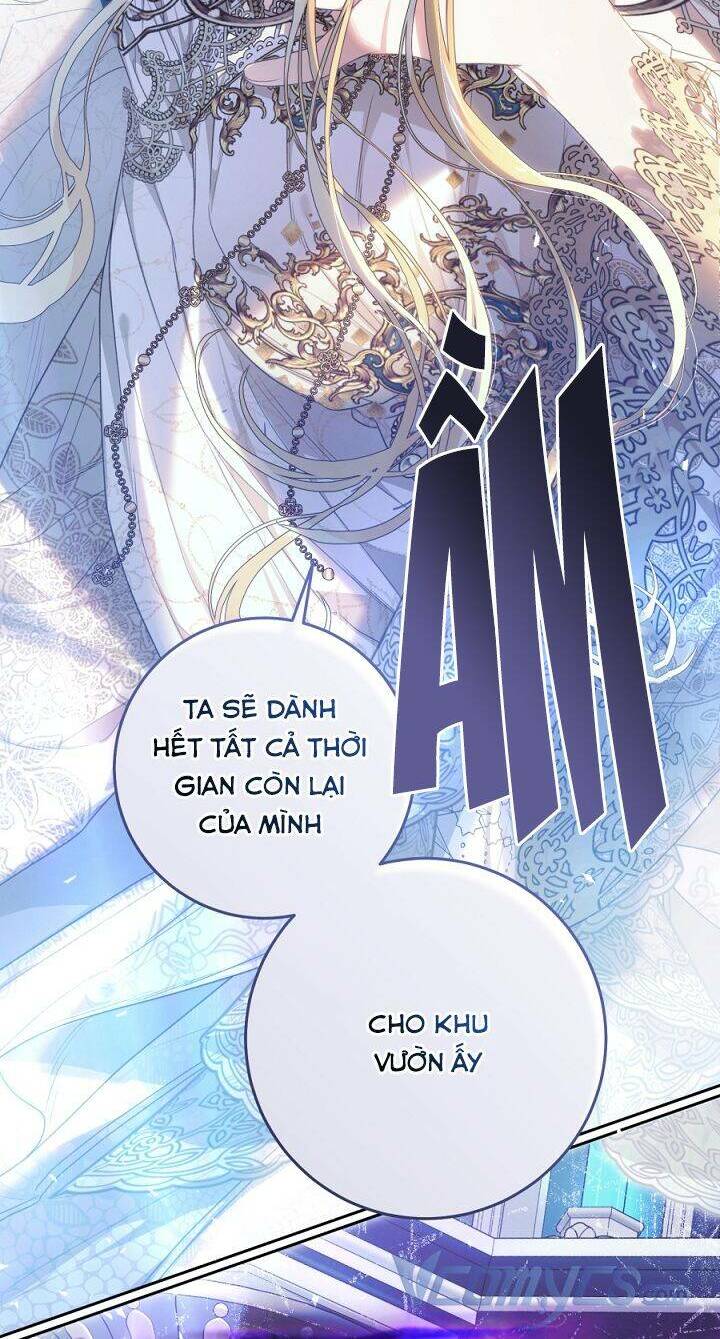 ẦM
TA SẼ DÀNH
HẾT TẤT CẢ THỜI
GIAN CÒN LẠI
CỦA MÌNH
CHO KHU
VƯỜN ẤY